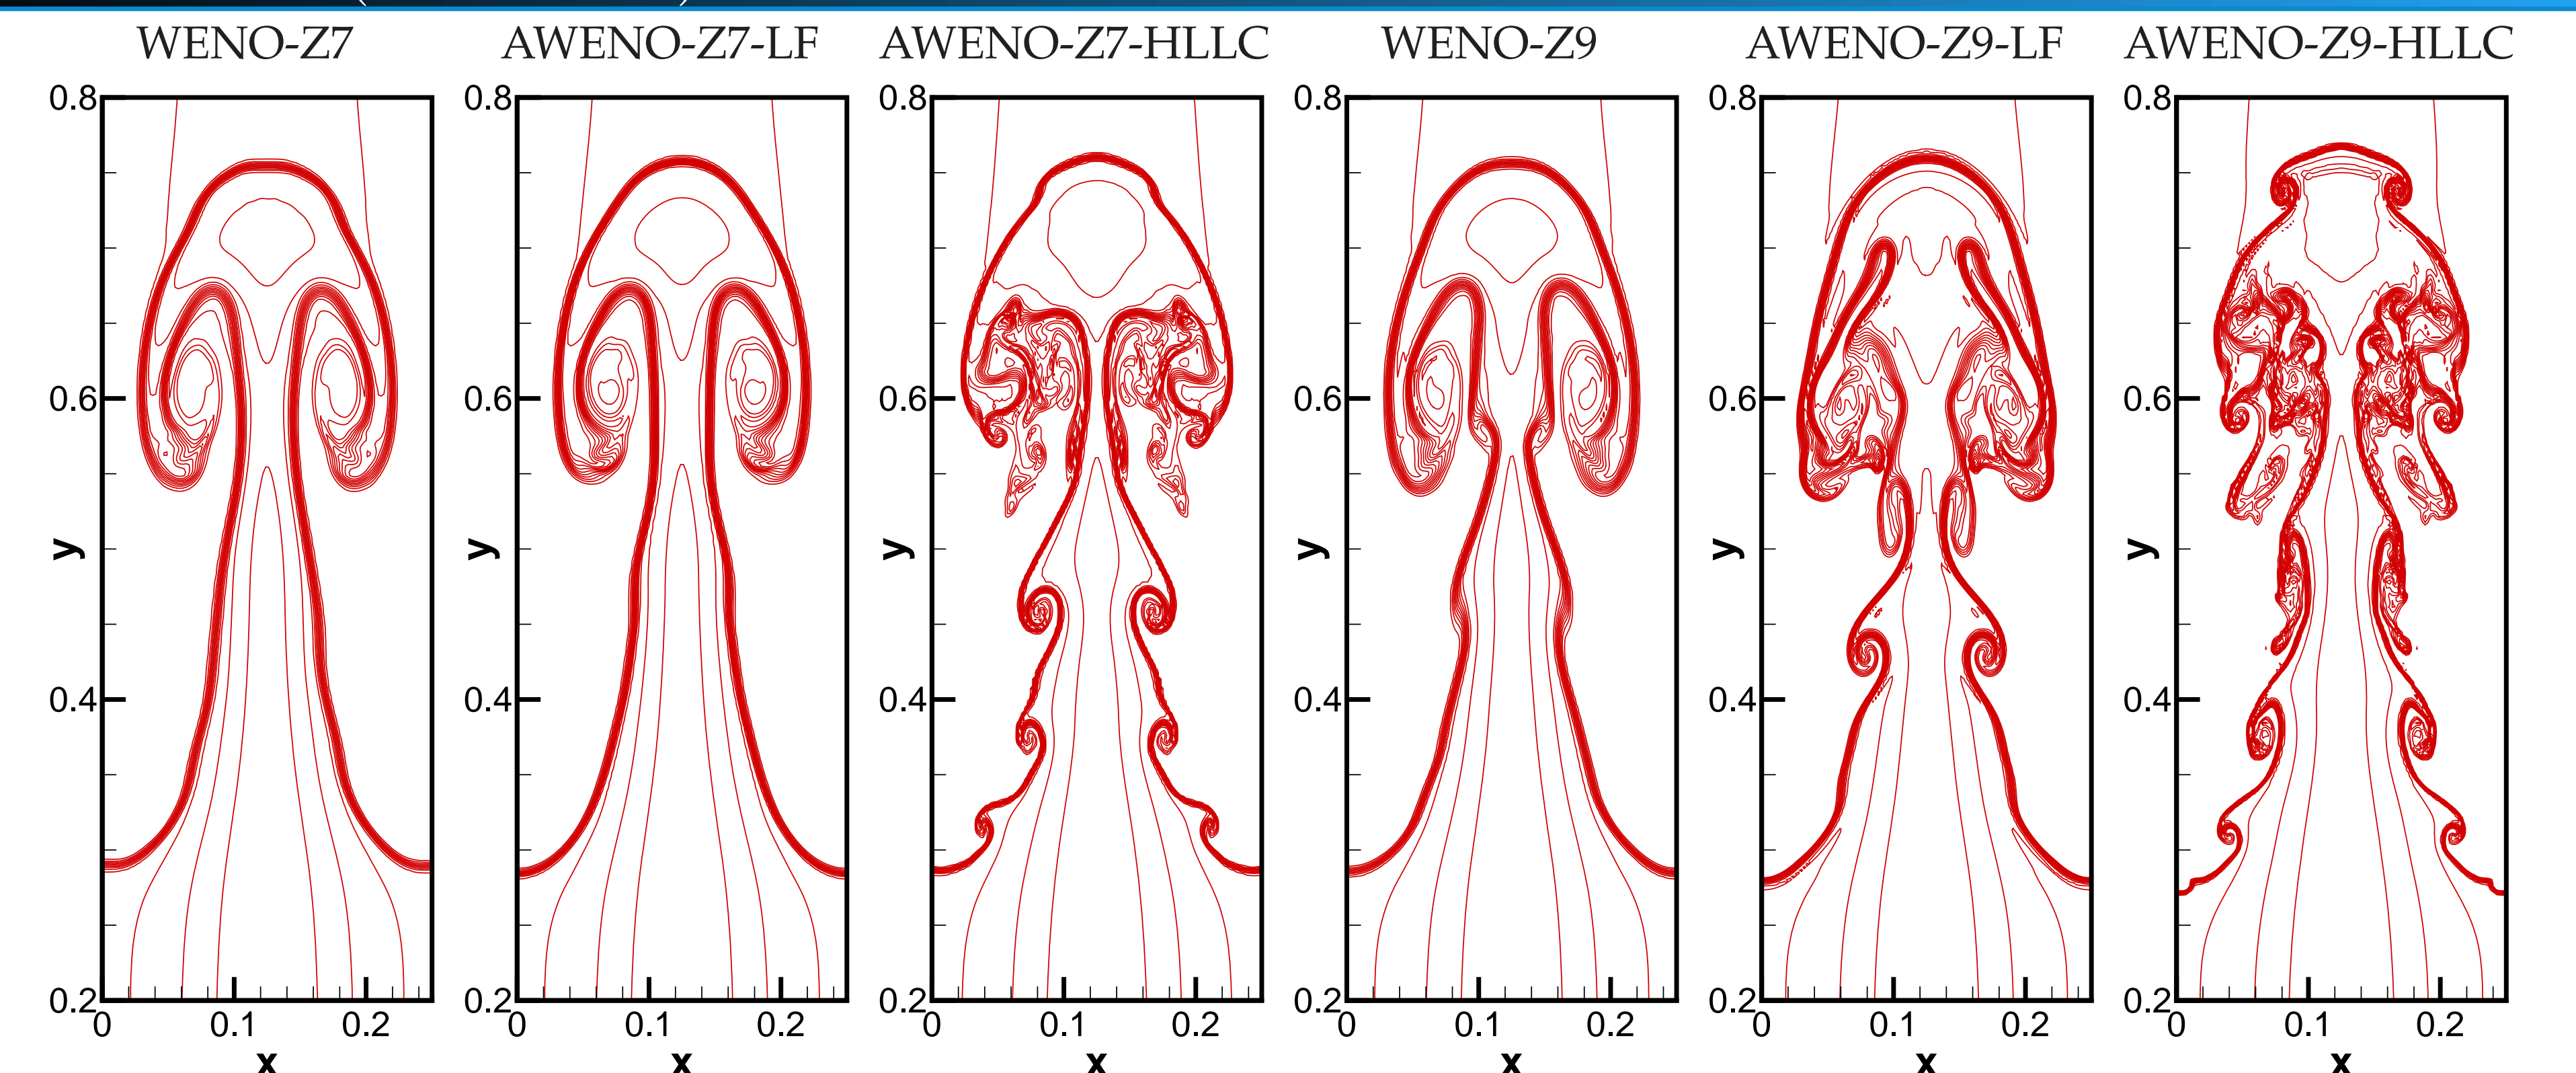 WENO-Z7 AWENO-Z7-LF AWENO-Z7-HLLC WENO-Z9 AWENO-Z9-LF AWENO-Z9-HLLC
0.8 0.8 0.8 0.8 0.8 0.8
0.6 0.6 0.6 0.6 0.6 0.6
y y y y y y
0.4 0.4 0.4 0.4 0.4 0.4
0.2 0.2 0.2 0.2 0.2 0.2
0 0.1 0.2 0 0.1 0.2 0 0.1 0.2 0 0.1 0.2 0 0.1 0.2 0 0.1 0.2
x x x x x x